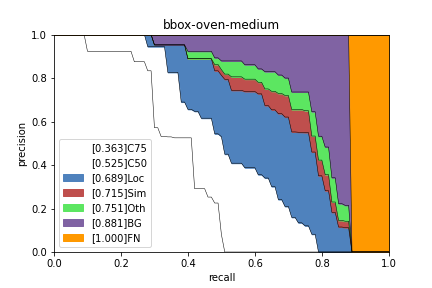 bbox-oven-medium
1.0
0.8
0.6
0.4
0.2
0.0
precision
[0.363]C75
[0.525]C50
[0.689]Loc
[0.715]Sim
[0.751]Oth
[0.881]BG
[1.000]FN
0.0 0.2 0.4 0.6 0.8 1.0
recall